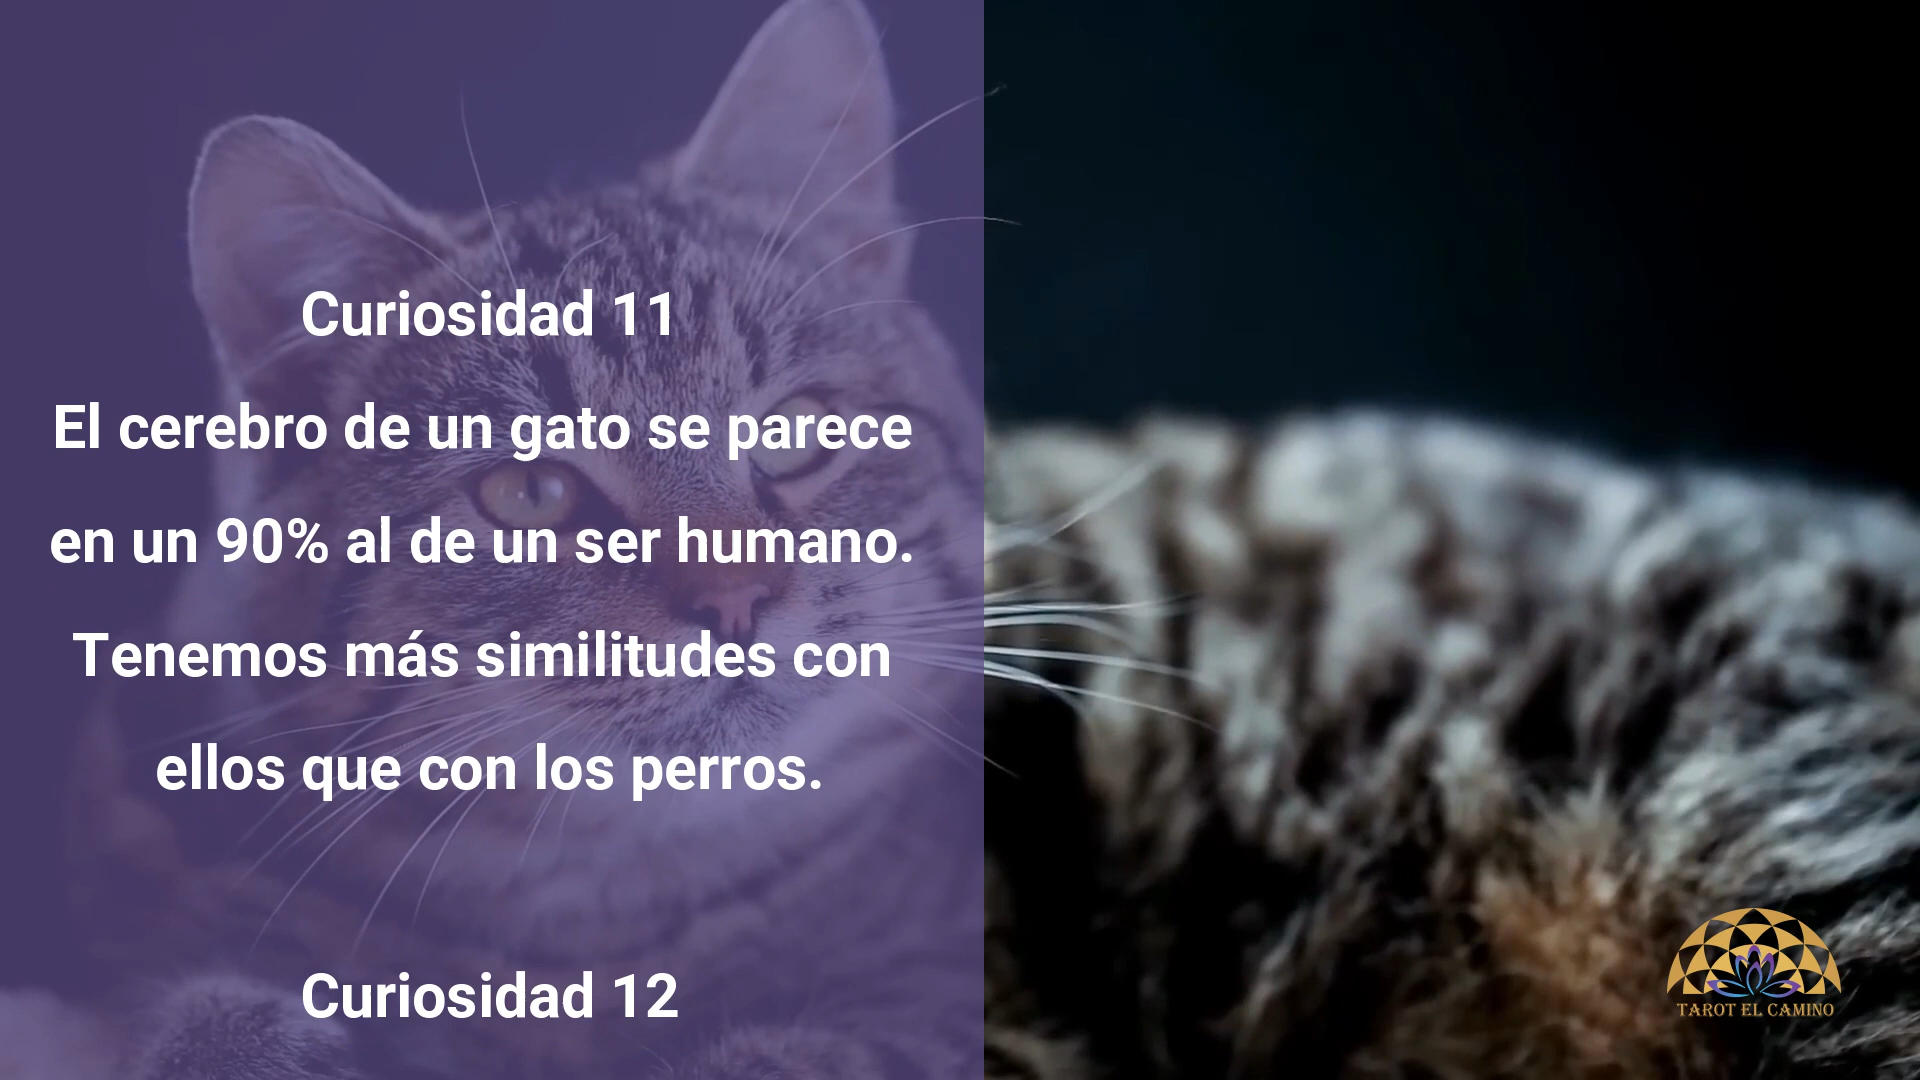 Curiosidad 11
El cerebro de un gato se parece
en un 90% al de un ser humano.
Tenemos más similitudes con
ellos que con los perros.
Curiosidad 12
TAROT EL CAMINO